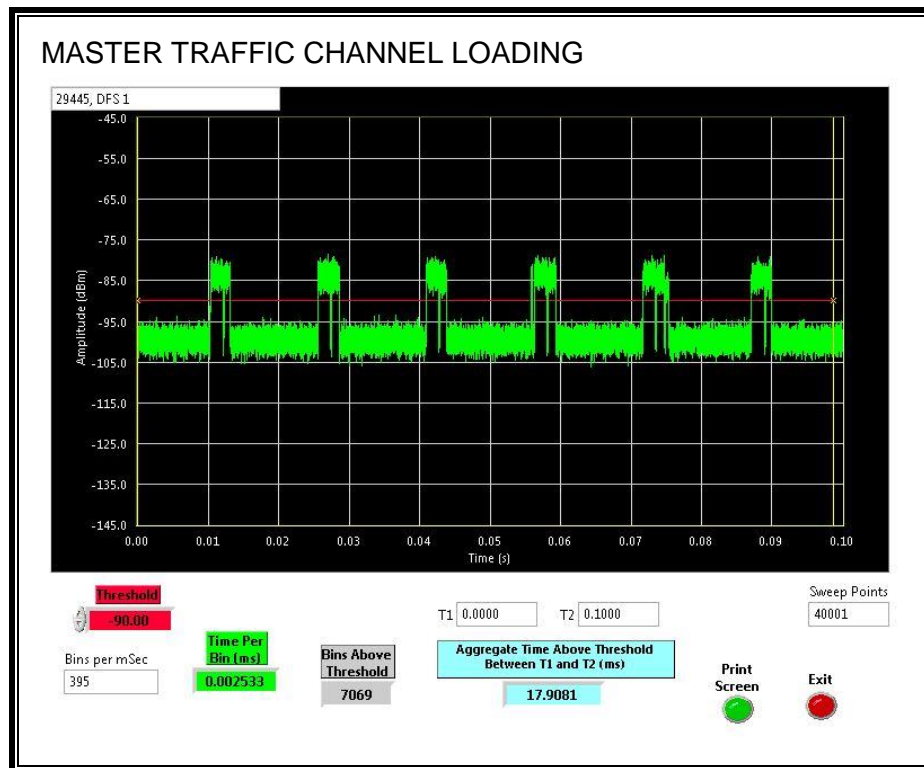 MASTER TRAFFIC CHANNEL LOADING
29445, DFS 1
-45.0
-55.0
-65.0
-75.0
-85.0
-95.0
-105.0
-115.0
-125.0
-135.0
-145.0
Amplitude (dBm)
0.00 0.01 0.02 0.03 0.04 0.05 0.06 0.07 0.08 0.09 0.10
Time (s)
Threshold
-90.00
Bins per mSec
395
Time Per
Bin (ms)
0.002533
Bins Above
Threshold
7069
T1 0.0000 T2 0.1000
Aggregate Time Above Threshold
Between T1 and T2 (ms)
17.9081
Print
Screen
Exit
Sweep Points
40001